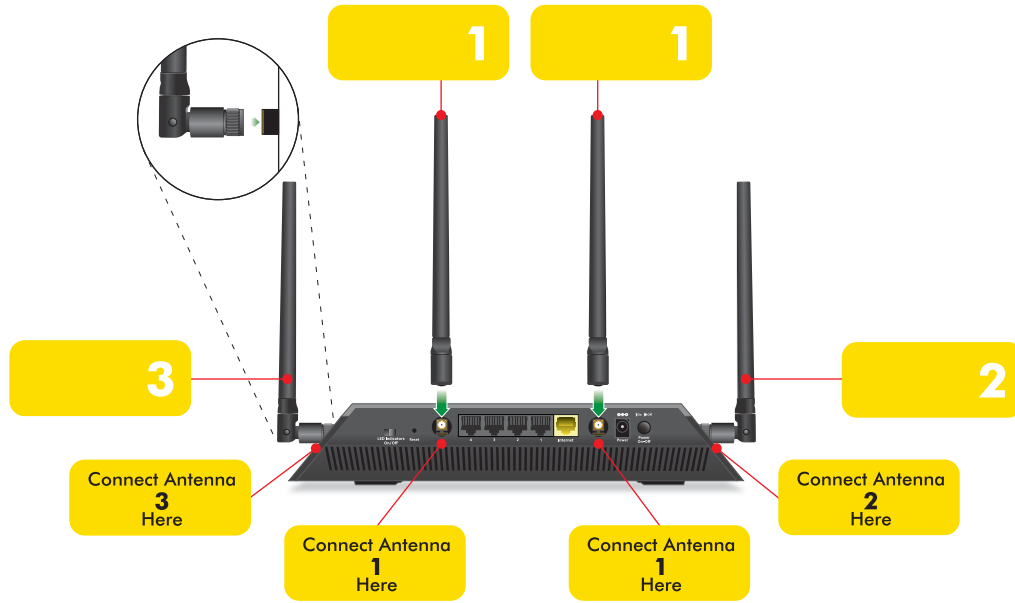 1
1
3
2
LED Indicators
On/Off
Reset
4
3
2
1
Internet
Power
Power
On-Off
Connect Antenna
3
Here
Connect Antenna
2
Here
Connect Antenna
1
Here
Connect Antenna
1
Here